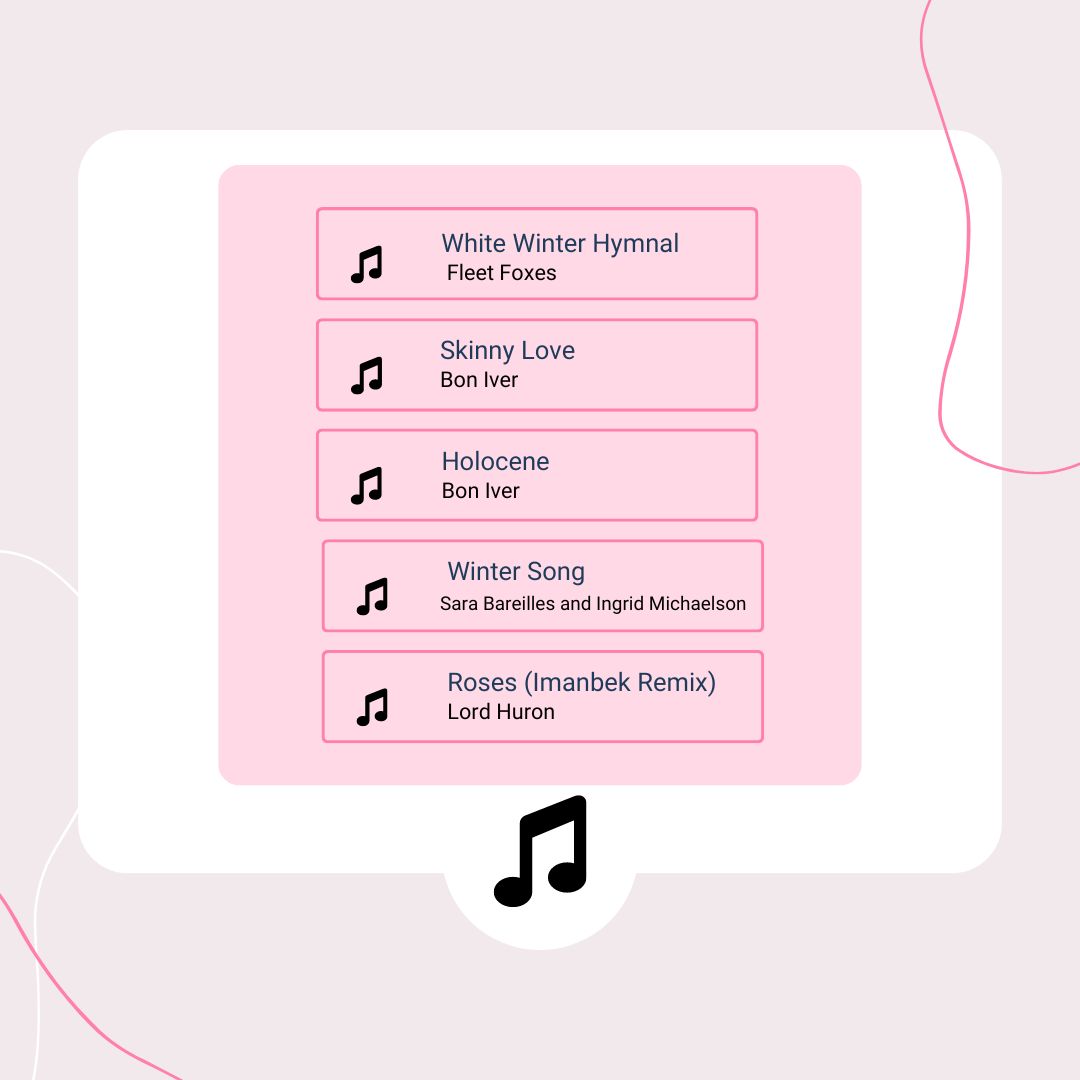 White Winter Hymnal
Fleet Foxes
Skinny Love
Bon Iver
Holocene
Bon Iver
Winter Song
Sara Bareilles and Ingrid Michaelson
Roses (Imanbek Remix)
Lord Huron